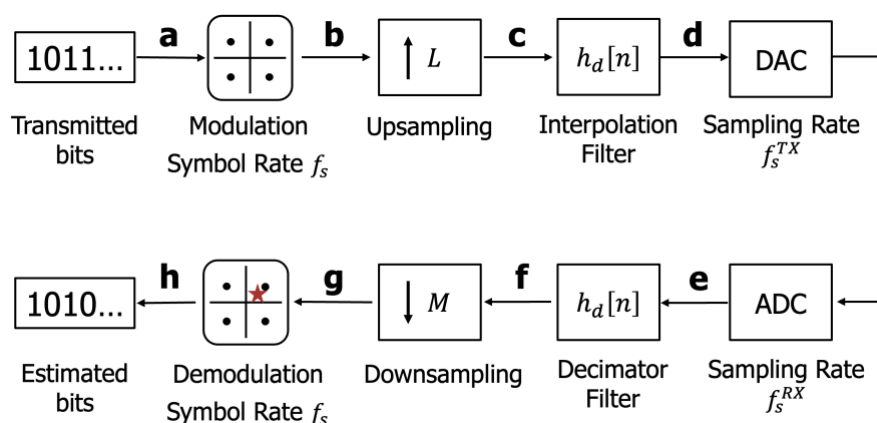 a b c d
1011... ↑ L h_d[n] DAC
Transmitted Modulation Upsampling Interpolation Sampling Rate
bits Symbol Rate f_s Filter f_s^{TX}
h g f e
1010... ↓ M h_d[n] ADC
Estimated Demodulation Downsampling Decimator Sampling Rate
bits Symbol Rate f_s Filter f_s^{RX}